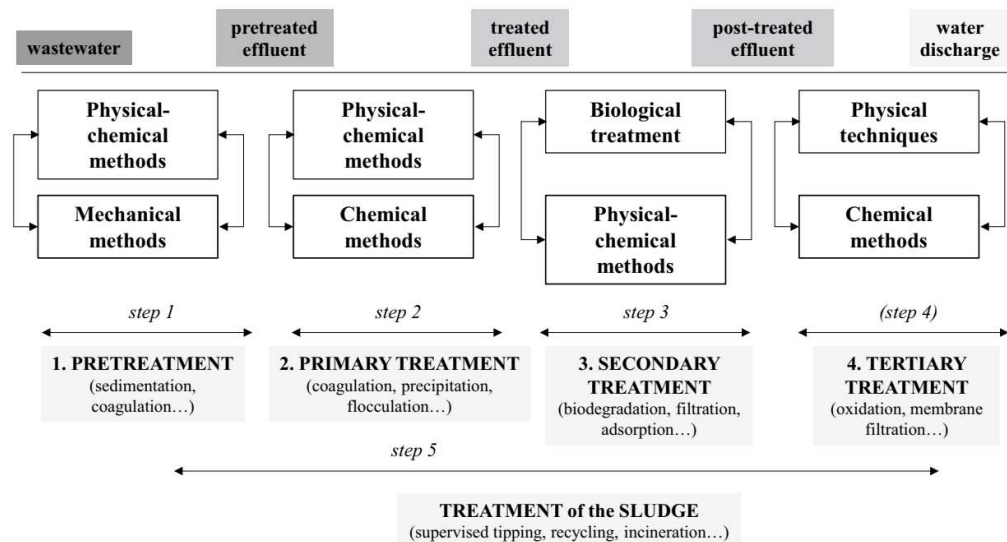 wastewater
pretreated
effluent
treated
effluent
post-treated
effluent
water
discharge
Physical-
chemical
methods
Mechanical
methods
Physical-
chemical
methods
Chemical
methods
Biological
treatment
Physical-
chemical
methods
Physical
techniques
Chemical
methods
step 1
step 2
step 3
(step 4)
1. PRETREATMENT
(sedimentation,
coagulation…)
2. PRIMARY TREATMENT
(coagulation, precipitation,
flocculation…)
3. SECONDARY
TREATMENT
(biodegradation, filtration,
adsorption…)
4. TERTIARY
TREATMENT
(oxidation, membrane
filtration…)
step 5
TREATMENT of the SLUDGE
(supervised tipping, recycling, incineration…)